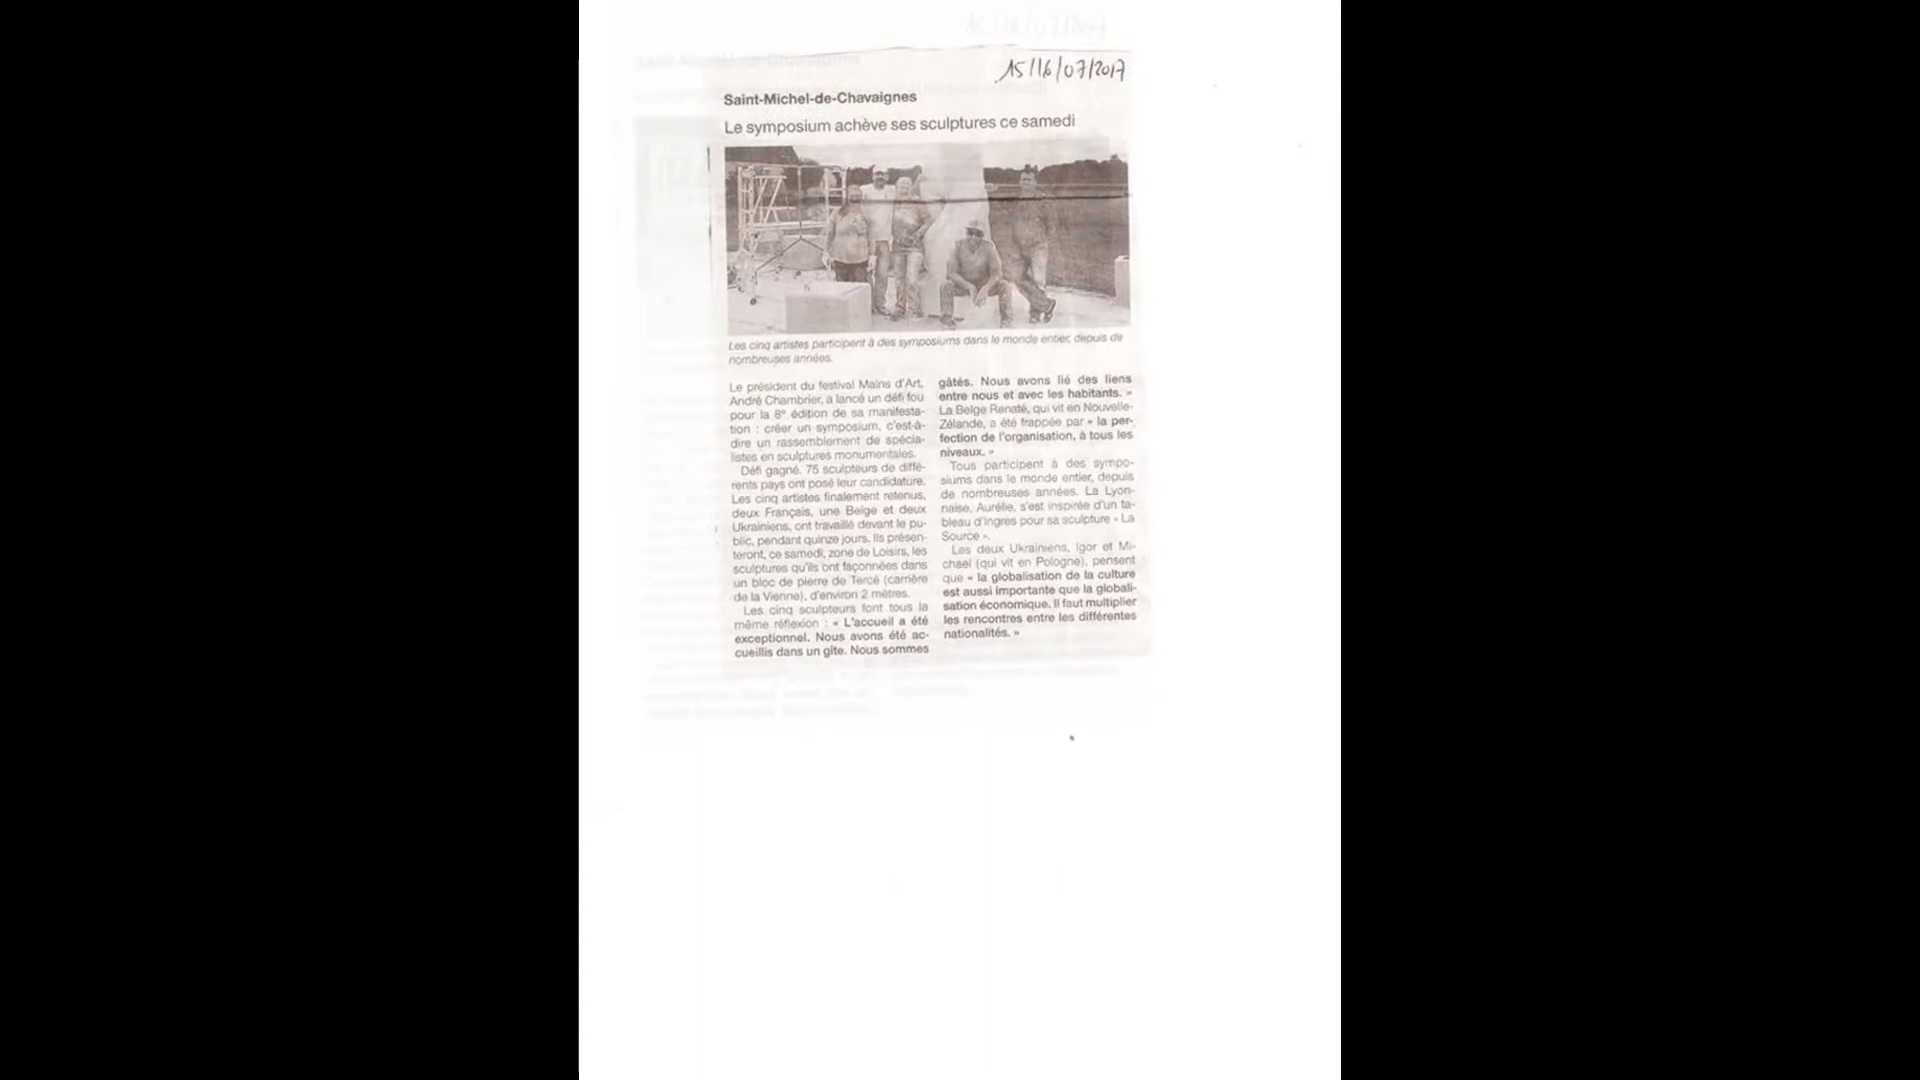 15/16/07/2017
Saint-Michel-de-Chavaignes
Le symposium achève ses sculptures ce samedi
Les cinq artistes participent à des symposiums dans le monde entier, depuis de
nombreuses années.
Le président du festival Mains d'Art,
André Chambrier, a lancé un défi fou
pour la 8e édition de sa manifesta-
tion : créer un symposium, c'est-à-
dire un rassemblement de spécia-
listes en sculptures monumentales.
Défi gagné. 75 sculpteurs de diffé-
rents pays ont posé leur candidature.
Les cinq artistes finalement retenus,
deux Français, une Belge et deux
Ukrainiens, ont travaillé devant le pu-
blic, pendant quinze jours. Ils présen-
teront, ce samedi, zone de Loisirs, les
sculptures qu'ils ont façonnées dans
un bloc de pierre de Tercé (carrière
de la Vienne), d'environ 2 mètres.
Les cinq sculpteurs font tous la
même réflexion : « L'accueil a été
exceptionnel. Nous avons été ac-
cueillis dans un gîte. Nous sommes
gâtés. Nous avons lié des liens
entre nous et avec les habitants. »
La Belge Renaté, qui vit en Nouvelle-
Zélande, a été frappée par « la per-
fection de l'organisation, à tous les
niveaux. »
Tous participent à des sympo-
siums dans le monde entier, depuis
de nombreuses années. La Lyon-
naise, Aurélie, s'est inspirée d'un ta-
bleau d'Ingres pour sa sculpture « La
Source ».
Les deux Ukrainiens, Igor et Mi-
chael (qui vit en Pologne), pensent
que « la globalisation de la culture
est aussi importante que la globali-
sation économique. Il faut multiplier
les rencontres entre les différentes
nationalités. »